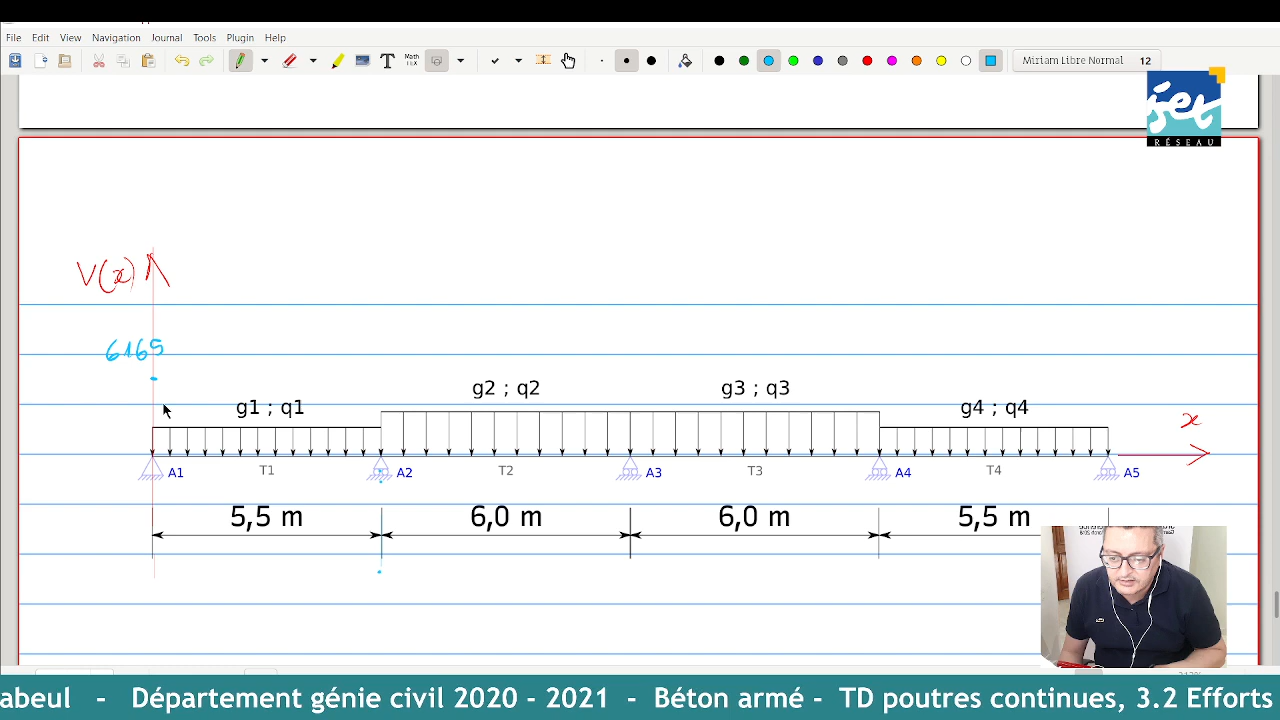 File Edit View Navigation Journal Tools Plugin Help
Math
Miriam Libre Normal 12
iset
RÉSEAU
V(x)
6165
g2 ; q2 g3 ; q3
g1 ; q1 g4 ; q4
x
A1 T1 A2 T2 A3 T3 A4 T4 A5
5,5 m 6,0 m 6,0 m 5,5 m
abeul - Département génie civil 2020 - 2021 - Béton armé - TD poutres continues, 3.2 Efforts